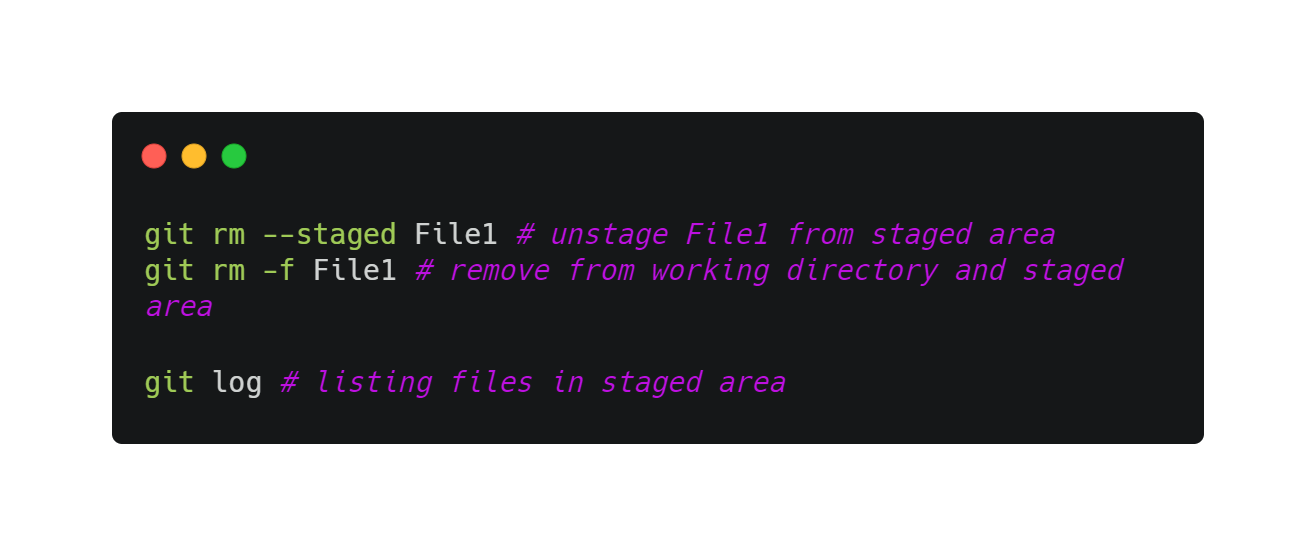 git rm --staged File1 # unstage File1 from staged area
git rm -f File1 # remove from working directory and staged
area
git log # listing files in staged area